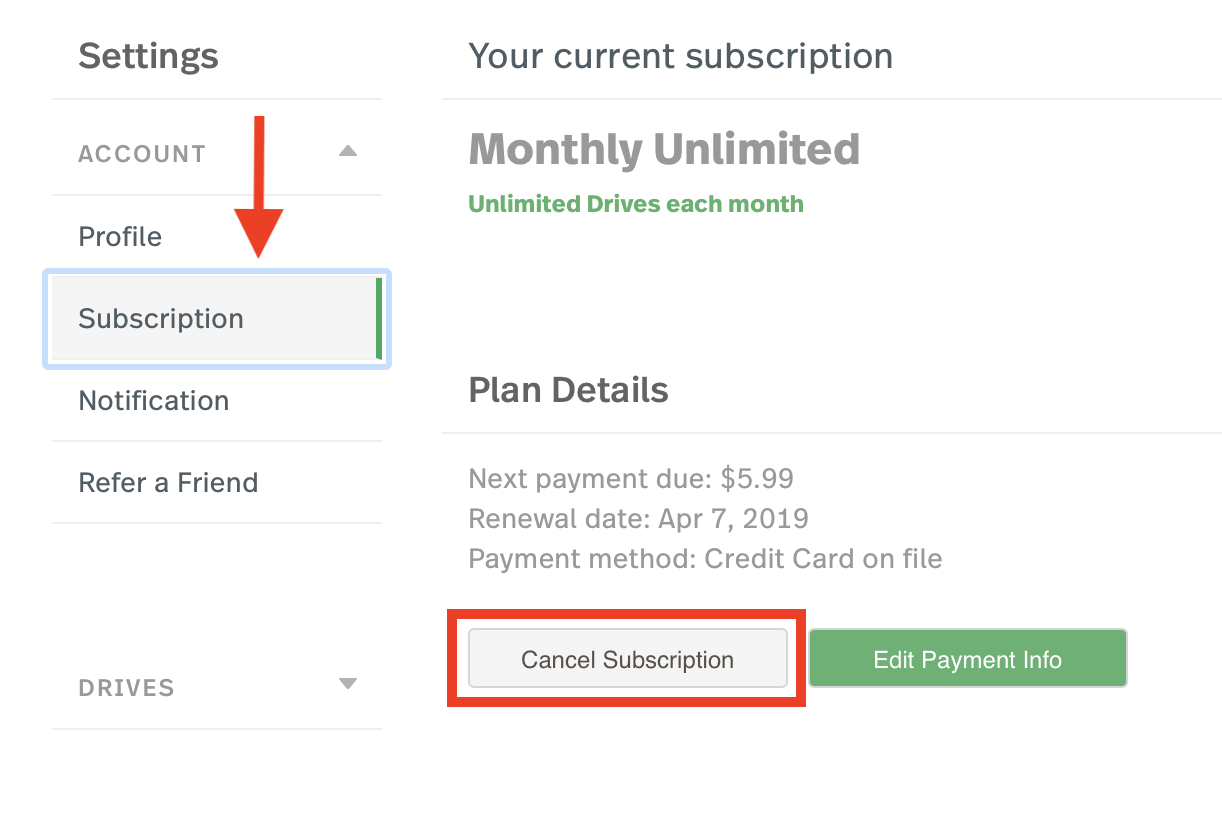 Settings
ACCOUNT
Profile
Subscription
Notification
Refer a Friend
DRIVES
Your current subscription
Monthly Unlimited
Unlimited Drives each month
Plan Details
Next payment due: $5.99
Renewal date: Apr 7, 2019
Payment method: Credit Card on file
Cancel Subscription
Edit Payment Info